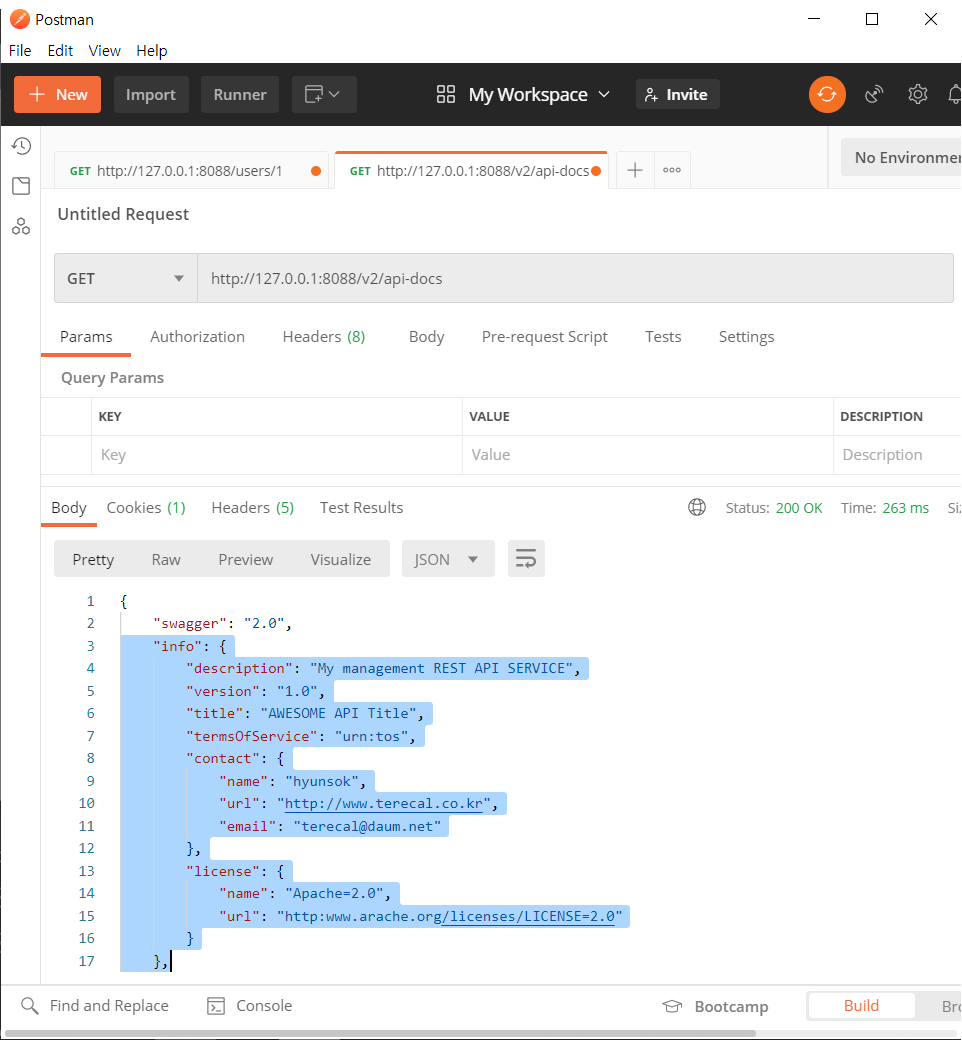 Postman
File Edit View Help
New Import Runner My Workspace Invite
GET http://127.0.0.1:8088/users/1 GET http://127.0.0.1:8088/v2/api-docs No Environme
Untitled Request
GET http://127.0.0.1:8088/v2/api-docs
Params Authorization Headers (8) Body Pre-request Script Tests Settings
Query Params
KEY VALUE DESCRIPTION
Key Value Description
Body Cookies (1) Headers (5) Test Results Status: 200 OK Time: 263 ms Si
Pretty Raw Preview Visualize JSON
1 {
2 "swagger": "2.0",
3 "info": {
4 "description": "My management REST API SERVICE",
5 "version": "1.0",
6 "title": "AWESOME API Title",
7 "termsOfService": "urn:tos",
8 "contact": {
9 "name": "hyunsok",
10 "url": "http://www.terecal.co.kr",
11 "email": "terecal@daum.net"
12 },
13 "license": {
14 "name": "Apache=2.0",
15 "url": "http:www.arache.org/licenses/LICENSE=2.0"
16 }
17 },
Find and Replace Console Bootcamp Build Br